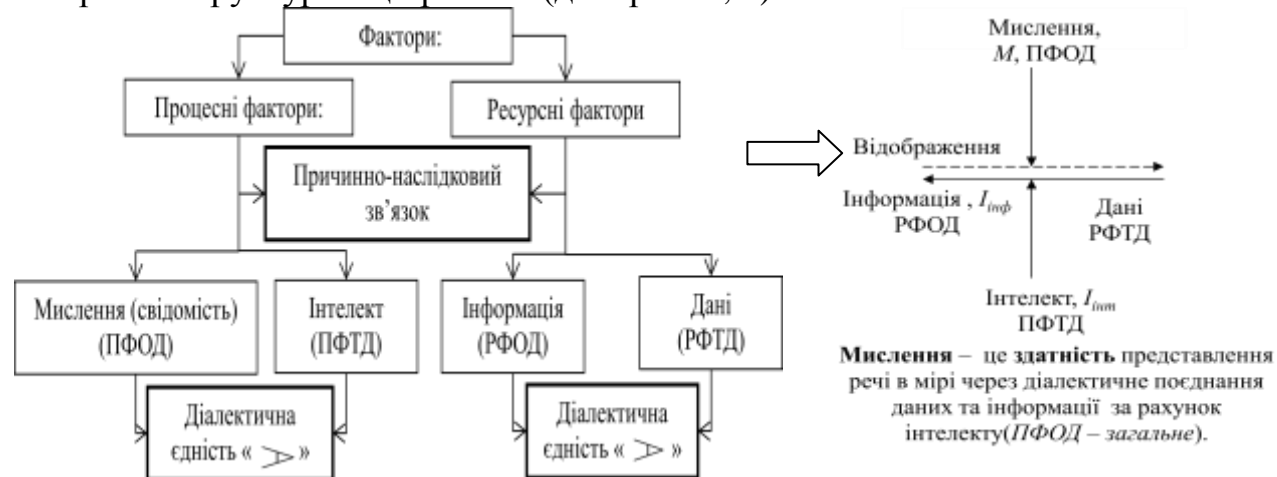 Фактори:
Процесні фактори:
Ресурсні фактори
Причинно-наслідковий
зв’язок
Мислення (свідомість)
(ПФОД)
Інтелект
(ПФТД)
Інформація
(РФОД)
Дані
(РФТД)
Діалектична
єдність « »
Діалектична
єдність « »
Мислення,
М, ПФОД
Відображення
Інформація , Iінф
РФОД
Дані
РФТД
Інтелект, Iінт
ПФТД
Мислення – це здатність представлення
речі в мірі через діалектичне поєднання
даних та інформації за рахунок
інтелекту(ПФОД – загальне).